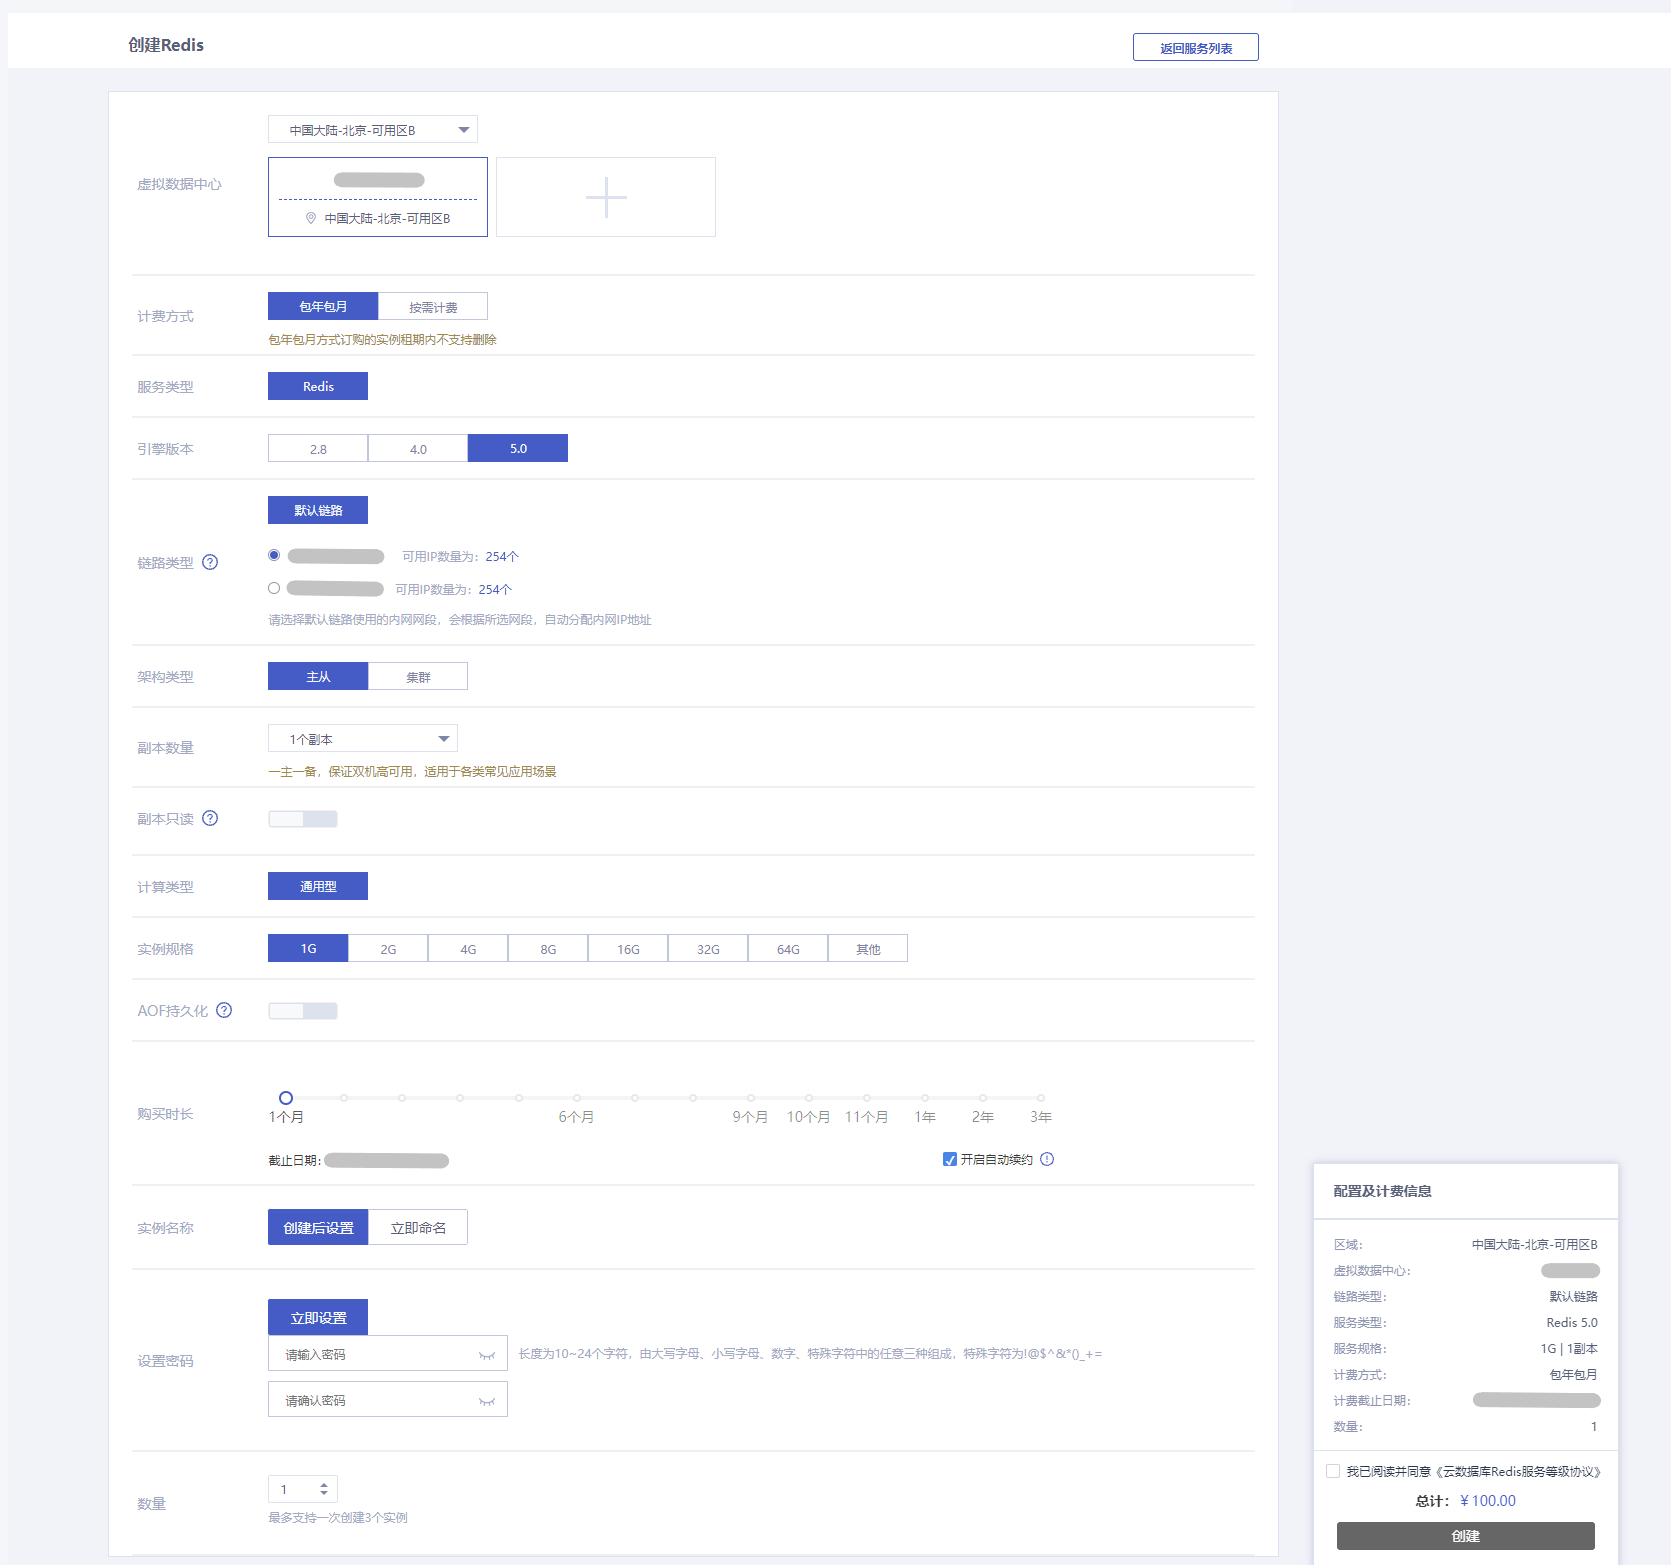 创建Redis
返回服务列表
中国大陆-北京-可用区B
虚拟数据中心
中国大陆-北京-可用区B
计费方式
包年包月 按需计费
包年包月方式订购的实例租期内不支持删除
服务类型
Redis
引擎版本
2.8 4.0 5.0
默认链路
链路类型
可用IP数量为：254个
可用IP数量为：254个
请选择默认链路使用的内网网段，会根据所选网段，自动分配内网IP地址
架构类型
主从 集群
副本数量
1个副本
一主一备，保证双机高可用，适用于各类常见应用场景
副本只读
计算类型
通用型
实例规格
1G 2G 4G 8G 16G 32G 64G 其他
AOF持久化
购买时长
1个月 6个月 9个月 10个月 11个月 1年 2年 3年
截止日期：
开启自动续约
实例名称
创建后设置 立即命名
设置密码
立即设置
请输入密码
长度为10~24个字符，由大写字母、小写字母、数字、特殊字符中的任意三种组成，特殊字符为!@$^&*()_+=
请确认密码
数量
1
最多支持一次创建3个实例
配置及计费信息
区域： 中国大陆-北京-可用区B
虚拟数据中心：
链路类型： 默认链路
服务类型： Redis 5.0
服务规格： 1G | 1副本
计费方式： 包年包月
计费截止日期：
数量： 1
我已阅读并同意《云数据库Redis服务等级协议》
总计：￥100.00
创建